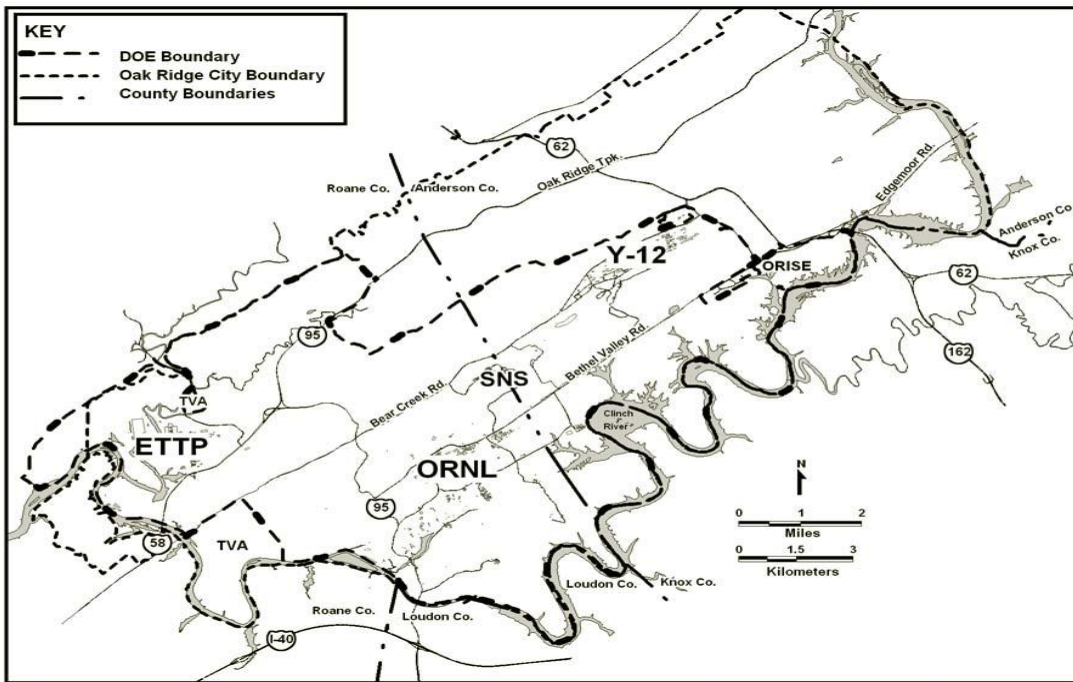 KEY
DOE Boundary
Oak Ridge City Boundary
County Boundaries
62
Oak Ridge Tpk.
Edgemoor Rd.
Roane Co.
Anderson Co.
Anderson Co.
Knox Co.
Y-12
ORISE
62
95
162
Bethel Valley Rd.
SNS
Bear Creek Rd.
TVA
Clinch
River
ETTP
ORNL
N
95
0 1 2
Miles
58
TVA
0 1.5 3
Kilometers
Loudon Co.
Knox Co.
Roane Co.
Loudon Co.
I-40